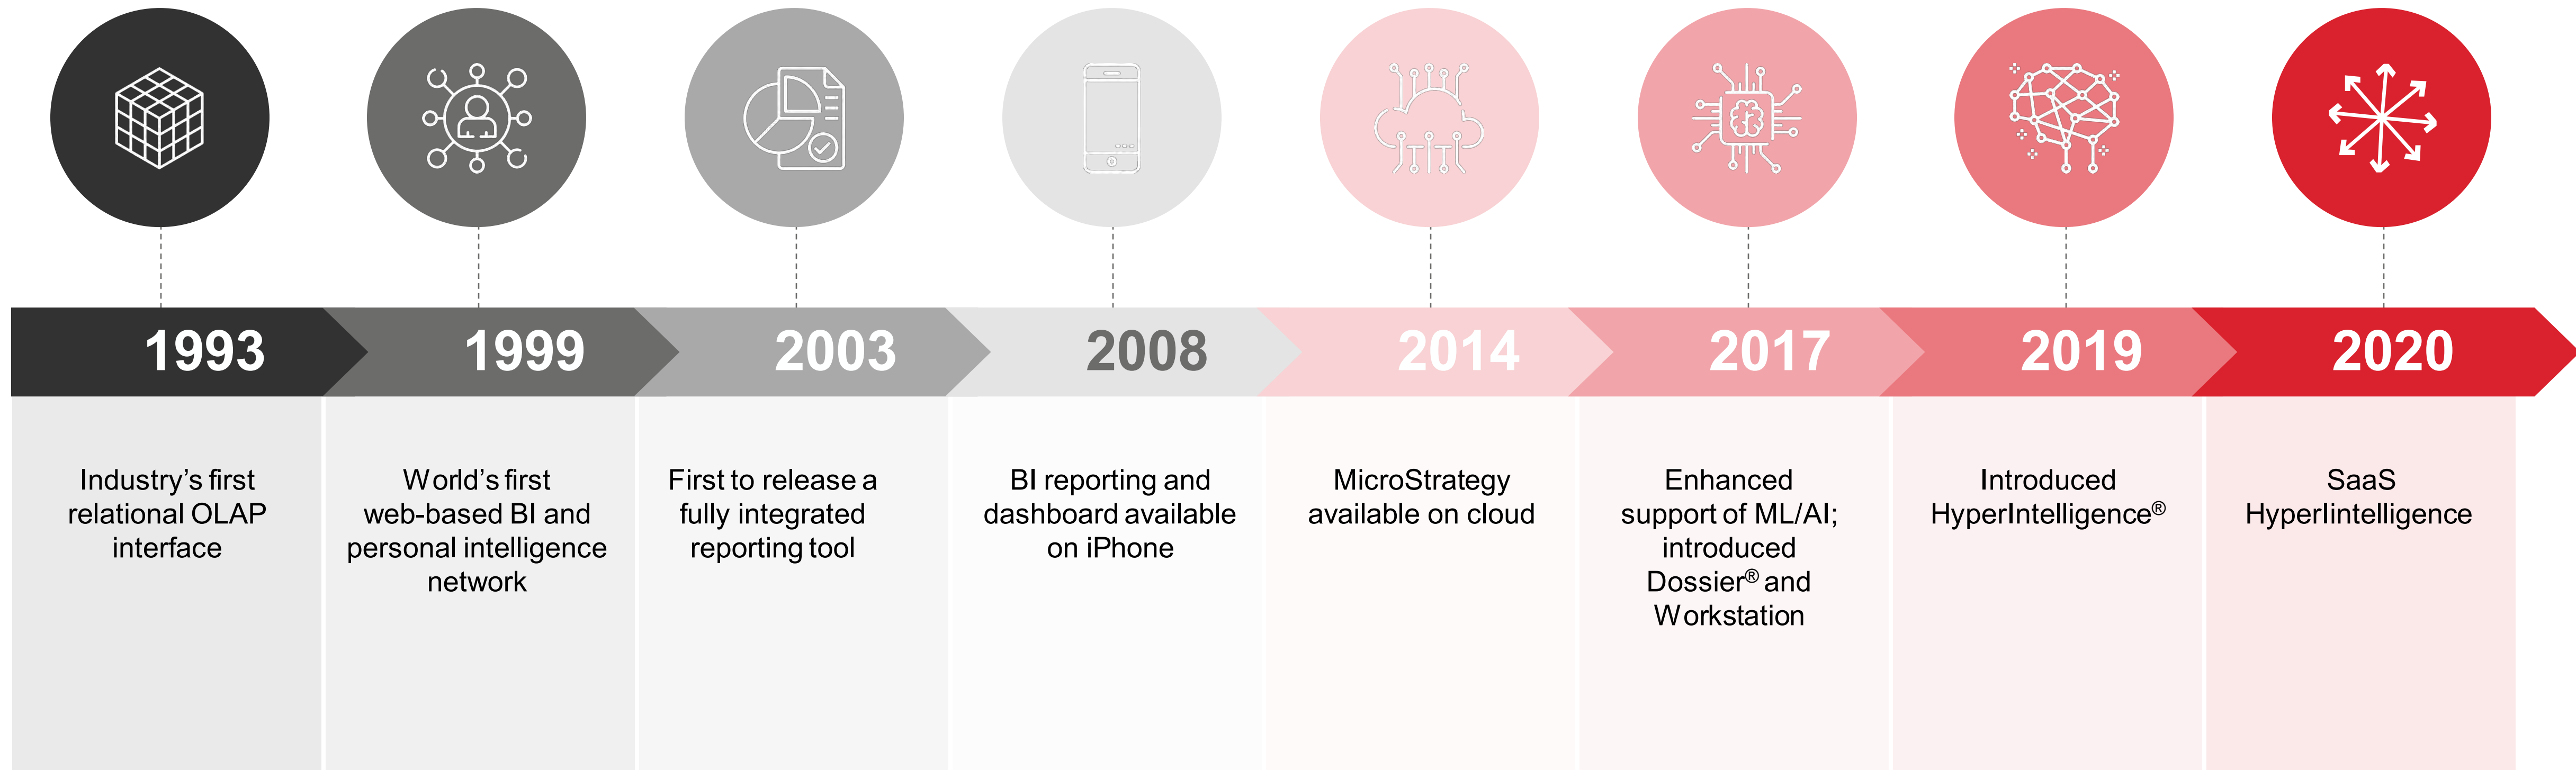 1993
1999
2003
2008
2014
2017
2019
2020
Industry’s first
relational OLAP
interface
World’s first
web-based BI and
personal intelligence
network
First to release a
fully integrated
reporting tool
BI reporting and
dashboard available
on iPhone
MicroStrategy
available on cloud
Enhanced
support of ML/AI;
introduced
Dossier® and
Workstation
Introduced
HyperIntelligence®
SaaS
HyperIintelligence